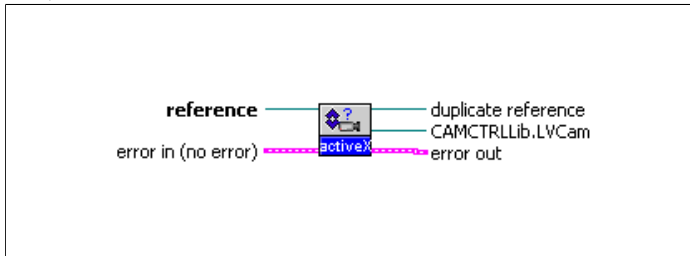 reference
duplicate reference
?
CAMCTRLLib.LVCam
error in (no error)
activeX
error out